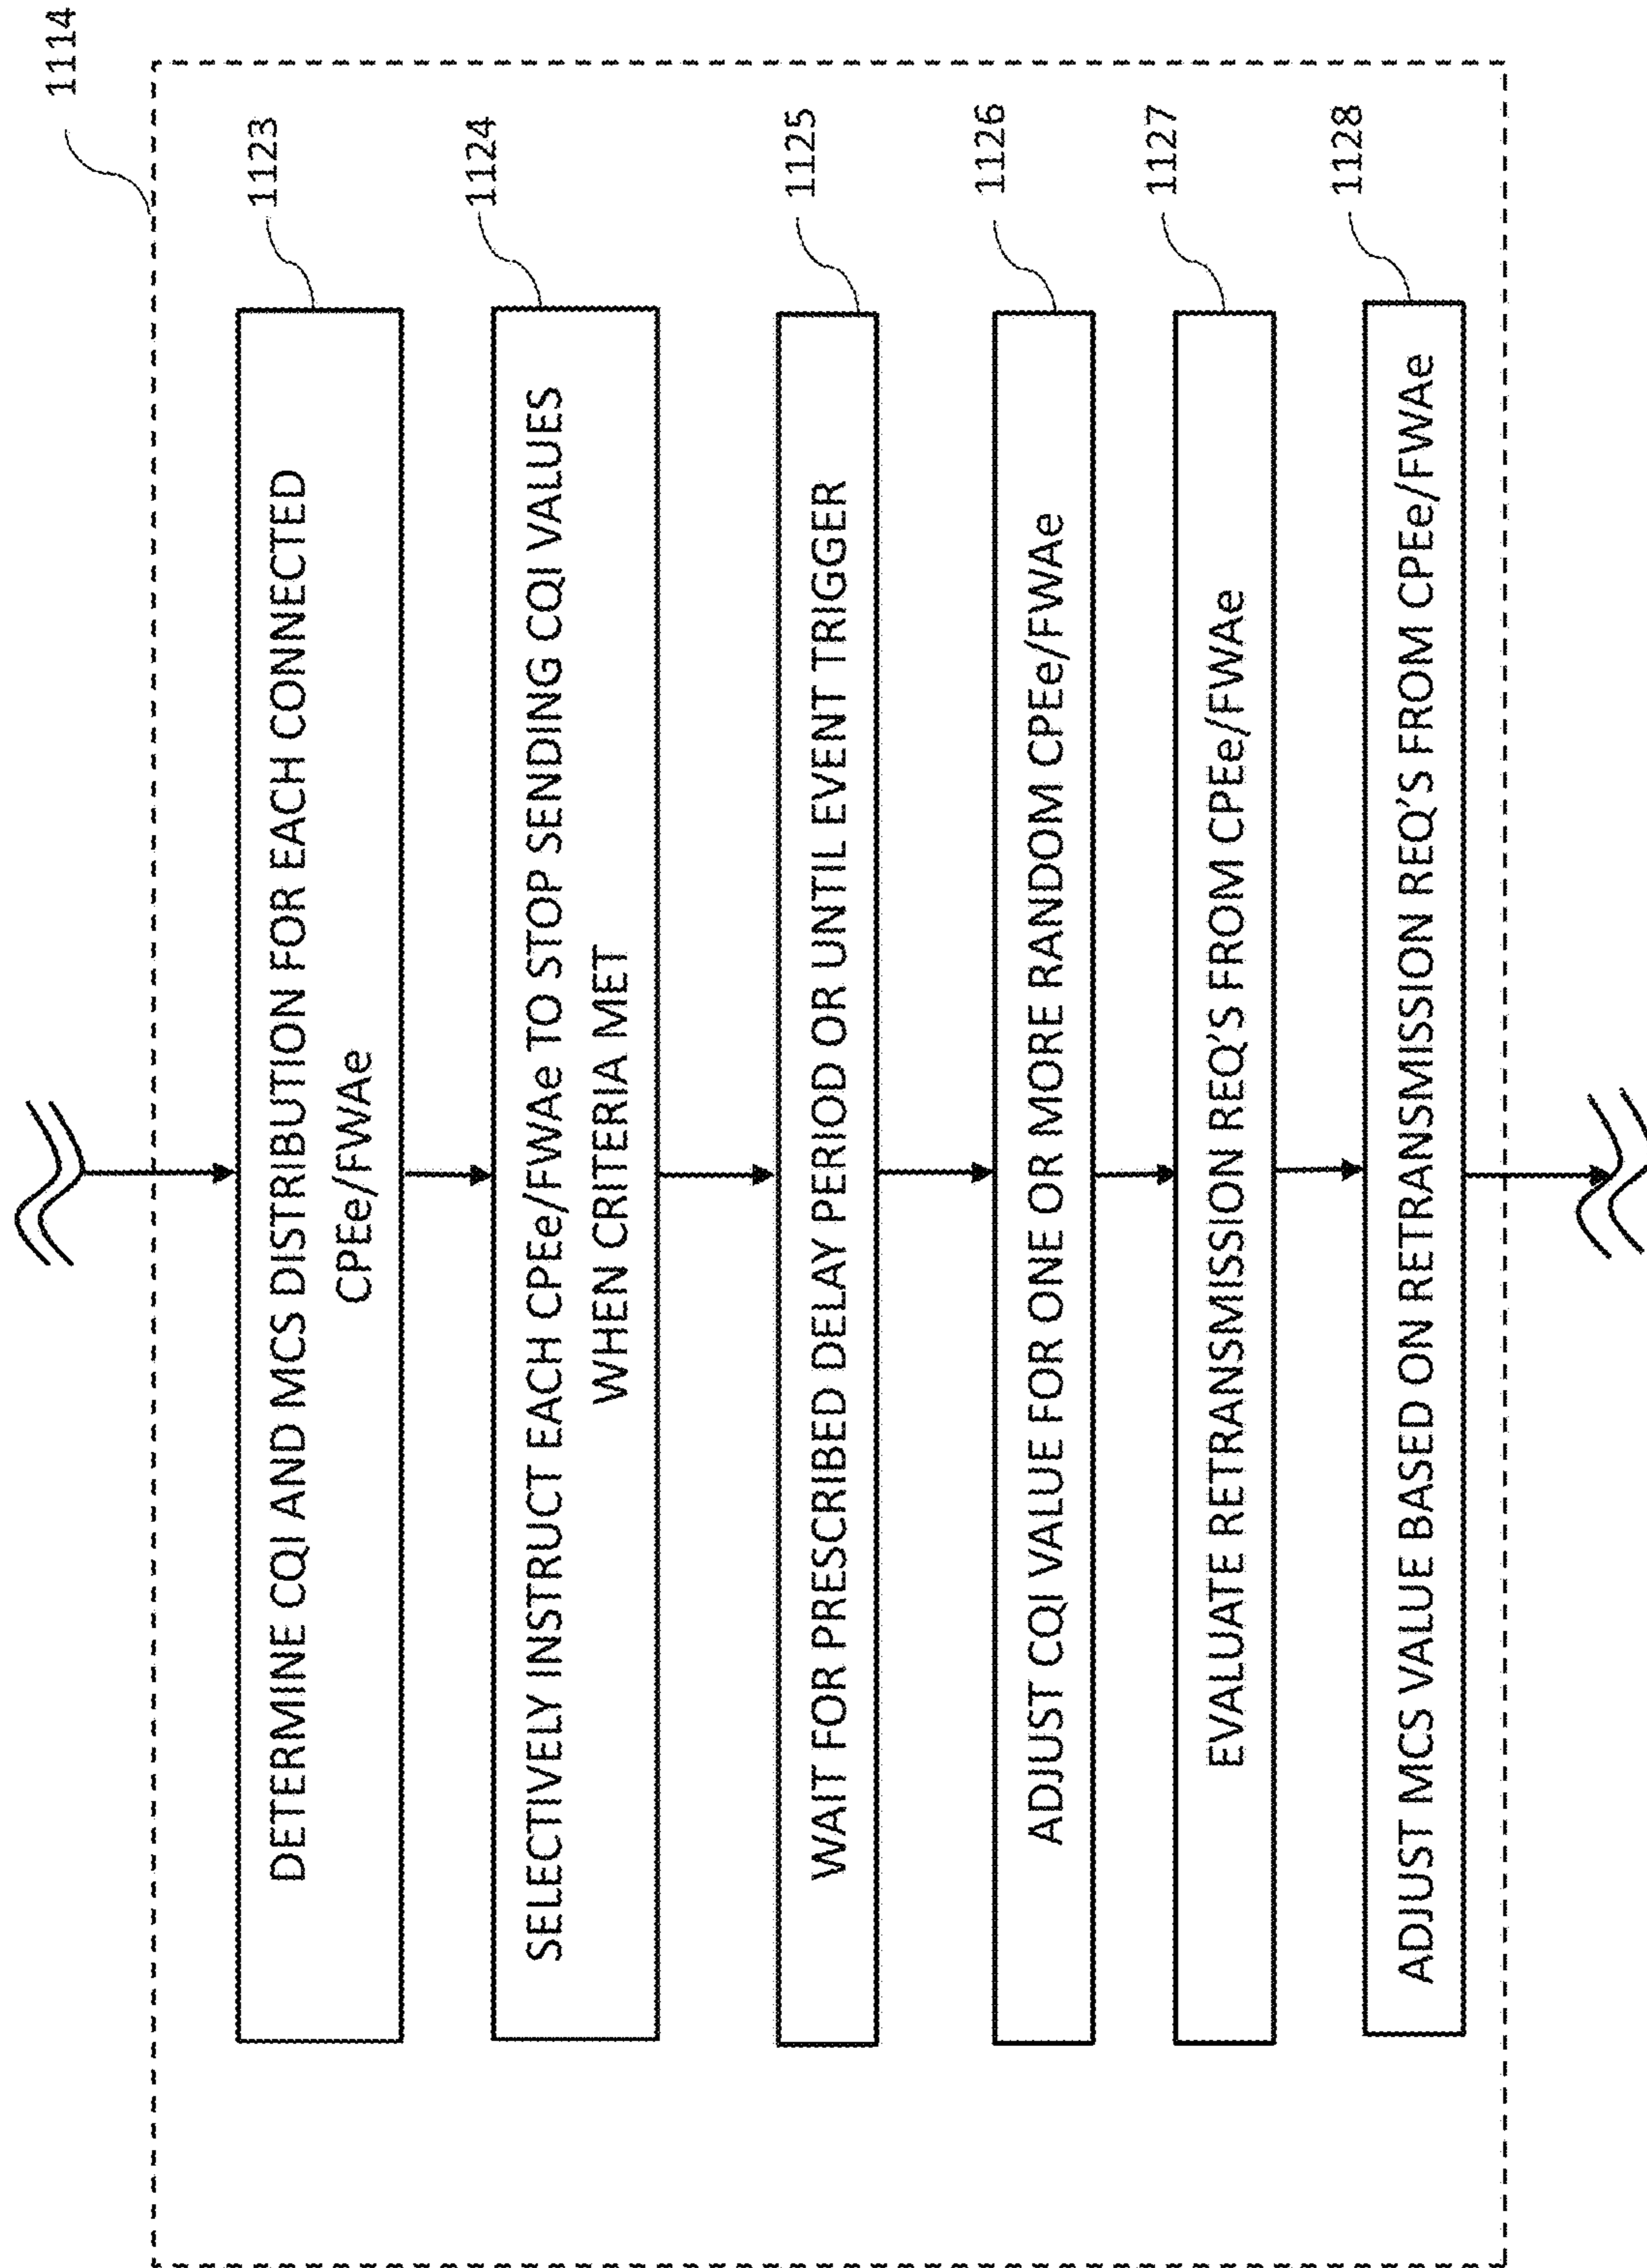 1114
DETERMINE CQI AND MCS DISTRIBUTION FOR EACH CONNECTED
CPEe/FWAe
1123
SELECTIVELY INSTRUCT EACH CPEe/FWAe TO STOP SENDING CQI VALUES
WHEN CRITERIA MET
1124
WAIT FOR PRESCRIBED DELAY PERIOD OR UNTIL EVENT TRIGGER
1125
ADJUST CQI VALUE FOR ONE OR MORE RANDOM CPEe/FWAe
1126
EVALUATE RETRANSMISSION REQ'S FROM CPEe/FWAe
1127
ADJUST MCS VALUE BASED ON RETRANSMISSION REQ'S FROM CPEe/FWAe
1128